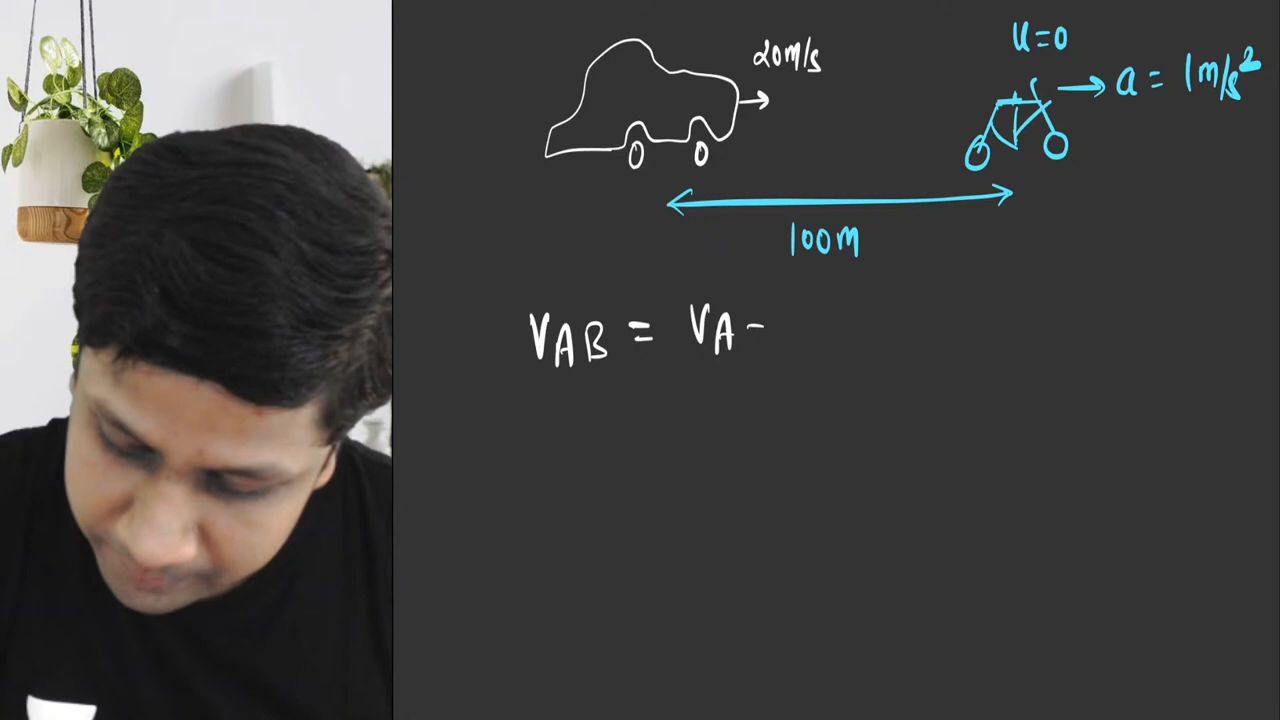 20m/s
u=0
a = 1m/s²
100m
VAB = VA -